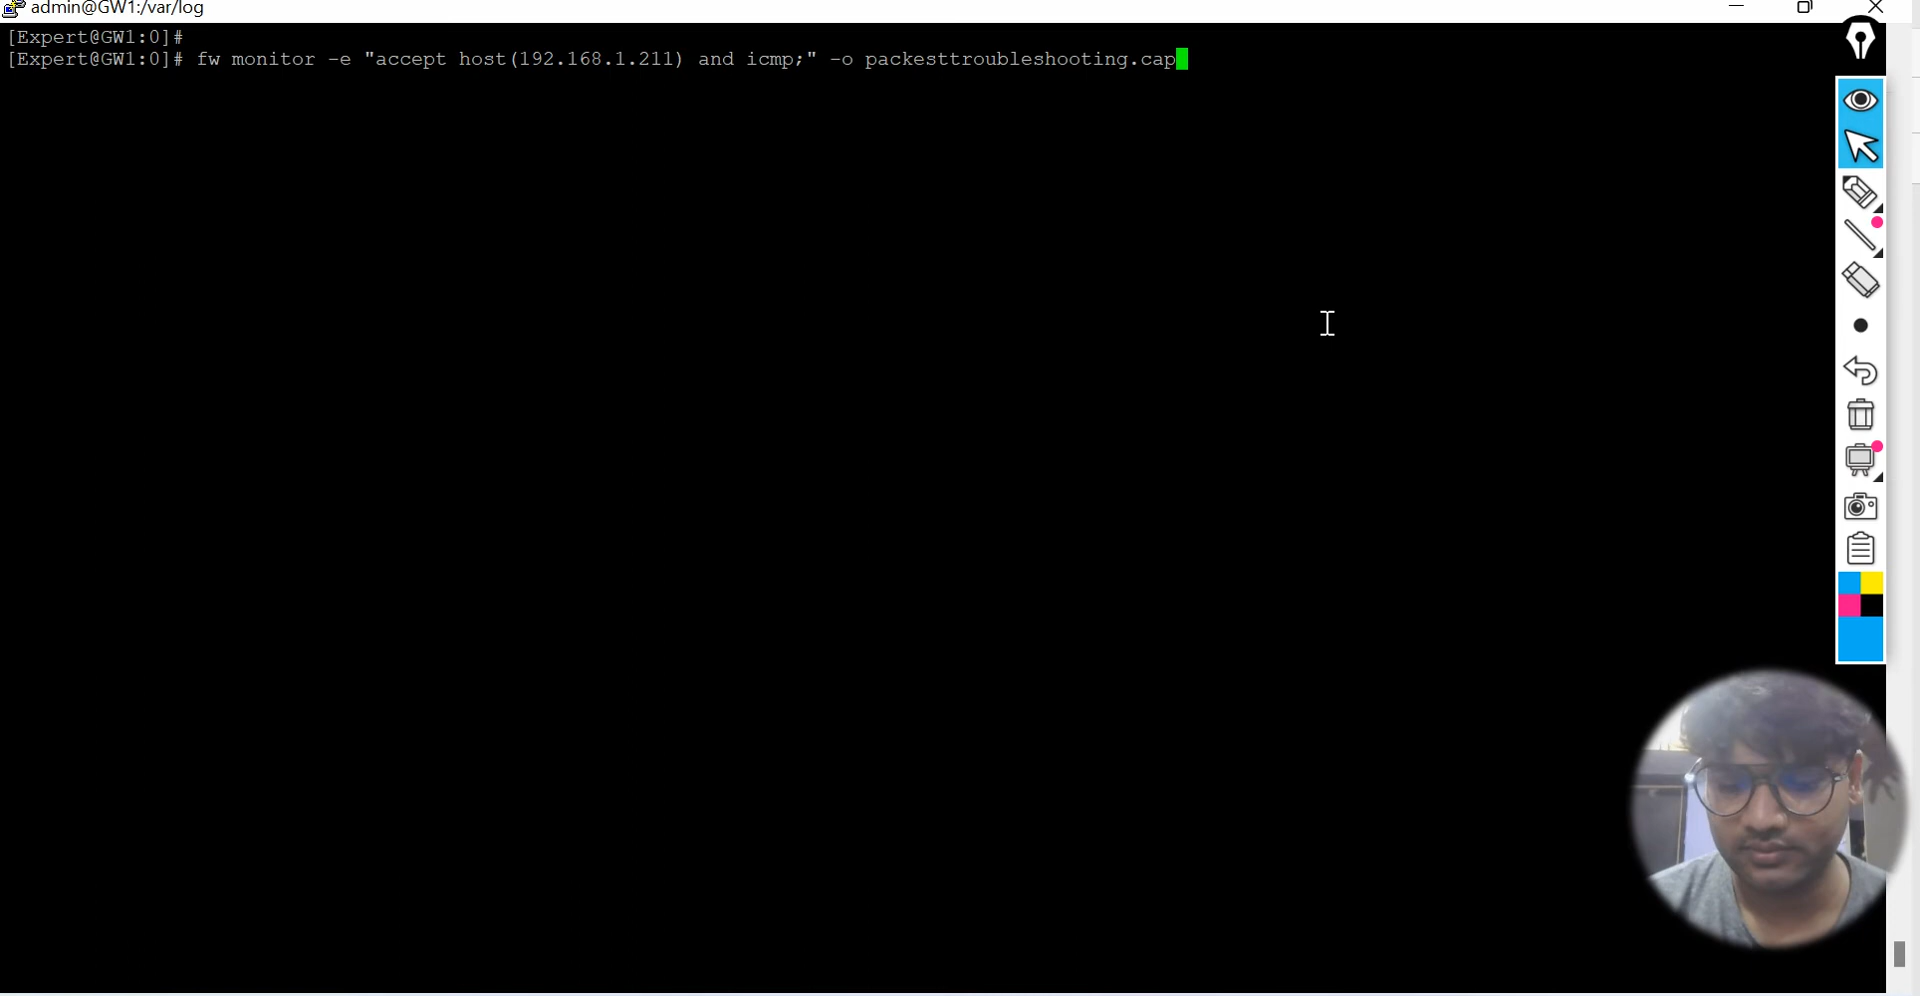 admin@GW1:/var/log
[Expert@GW1:0]#
[Expert@GW1:0]# fw monitor -e "accept host(192.168.1.211) and icmp;" -o packesttroubleshooting.cap